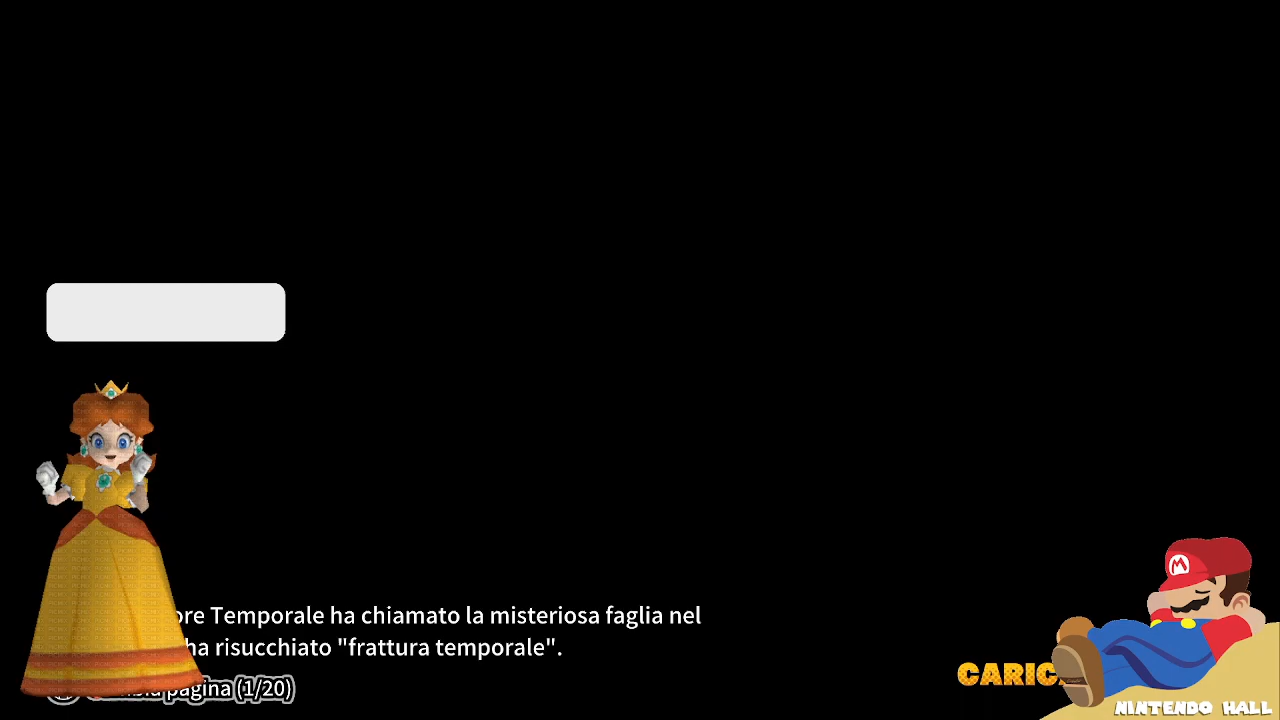 ore Temporale ha chiamato la misteriosa faglia nel
ha risucchiato "frattura temporale".
pagina (1/20)
CARIC
NINTENDO HALL